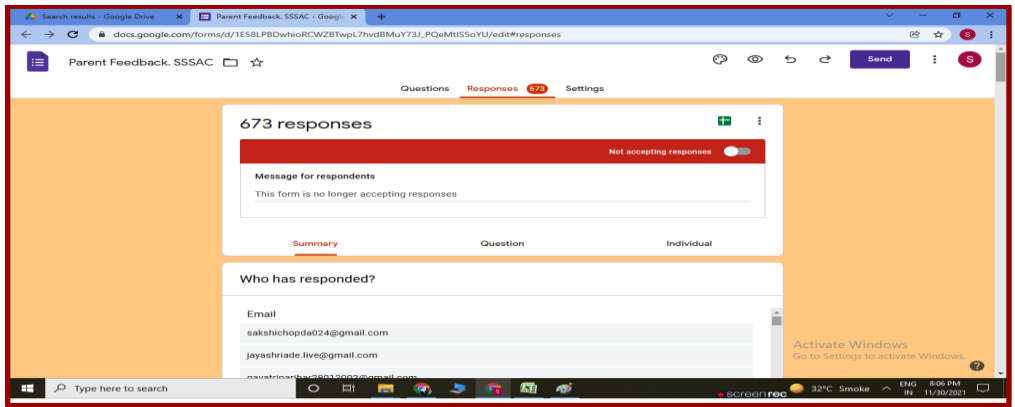 Search results - Google Drive
Parent Feedback. SSSAC - Google
docs.google.com/forms/d/1ES8LPBDwhioRCWZBTwpL7hvdBMuY73J_PQeMtIS5oYU/edit#responses
Parent Feedback. SSSAC
Send
S
Questions Responses 673 Settings
673 responses
Not accepting responses
Message for respondents
This form is no longer accepting responses
Summary Question Individual
Who has responded?
Email
sakshichopda024@gmail.com
jayashriade.live@gmail.com
Activate Windows
Go to Settings to activate Windows.
Type here to search
screenrec
32°C Smoke
ENG
IN
8:06 PM
11/30/2021